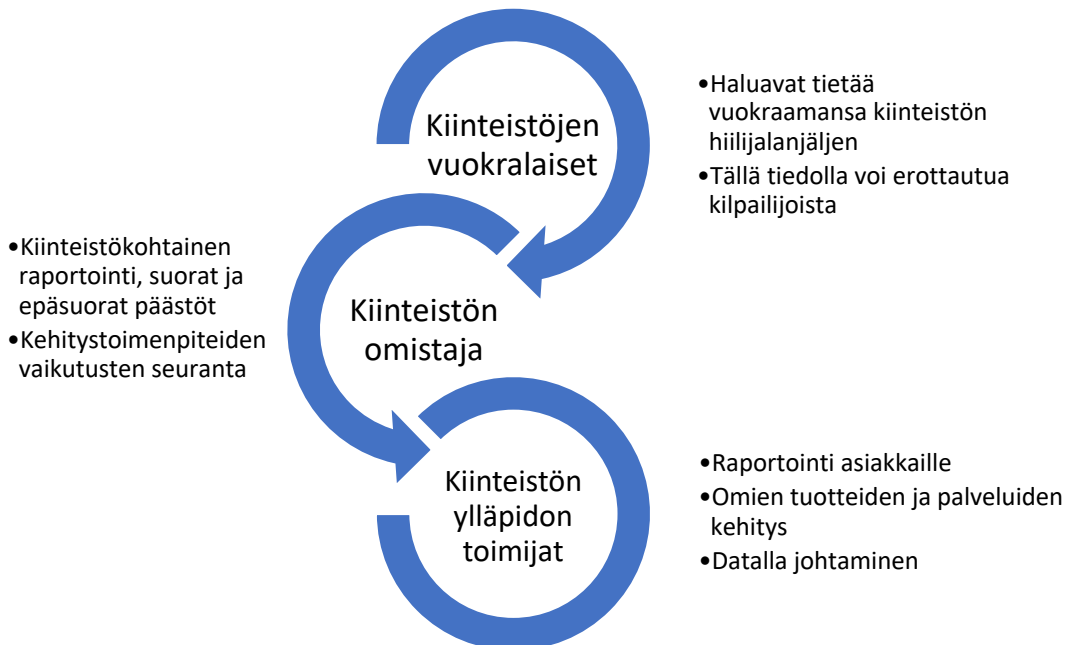 Kiinteistöjen
vuokralaiset
•Haluavat tietää
vuokraamansa kiinteistön
hiilijalanjäljen
•Tällä tiedolla voi erottautua
kilpailijoista
•Kiinteistökohtainen
raportointi, suorat ja
epäsuorat päästöt
•Kehitystoimenpiteiden
vaikutusten seuranta
Kiinteistön
omistaja
Kiinteistön
ylläpidon
toimijat
•Raportointi asiakkaille
•Omien tuotteiden ja palveluiden
kehitys
•Datalla johtaminen